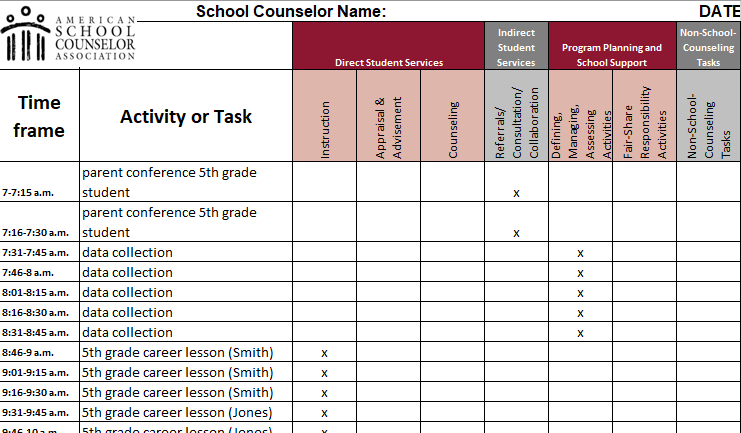 AMERICAN
SCHOOL
COUNSELOR
ASSOCIATION
School Counselor Name: DATE
Direct Student Services
Indirect
Student
Services
Program Planning and
School Support
Non-School-
Counseling
Tasks
Time
frame
Activity or Task
Instruction
Appraisal &
Advisement
Counseling
Referrals/
Consultation/
Collaboration
Defining,
Managing,
Assessing
Activities
Fair-Share
Responsibility
Activities
Non-School-
Counseling
Tasks
parent conference 5th grade
7-7:15 a.m. student x
parent conference 5th grade
7:16-7:30 a.m. student x
7:31-7:45 a.m. data collection x
7:46-8 a.m. data collection x
8:01-8:15 a.m. data collection x
8:16-8:30 a.m. data collection x
8:31-8:45 a.m. data collection x
8:46-9 a.m. 5th grade career lesson (Smith) x
9:01-9:15 a.m. 5th grade career lesson (Smith) x
9:16-9:30 a.m. 5th grade career lesson (Smith) x
9:31-9:45 a.m. 5th grade career lesson (Jones) x
9:46-10 a.m. 5th grade career lesson (Jones) x